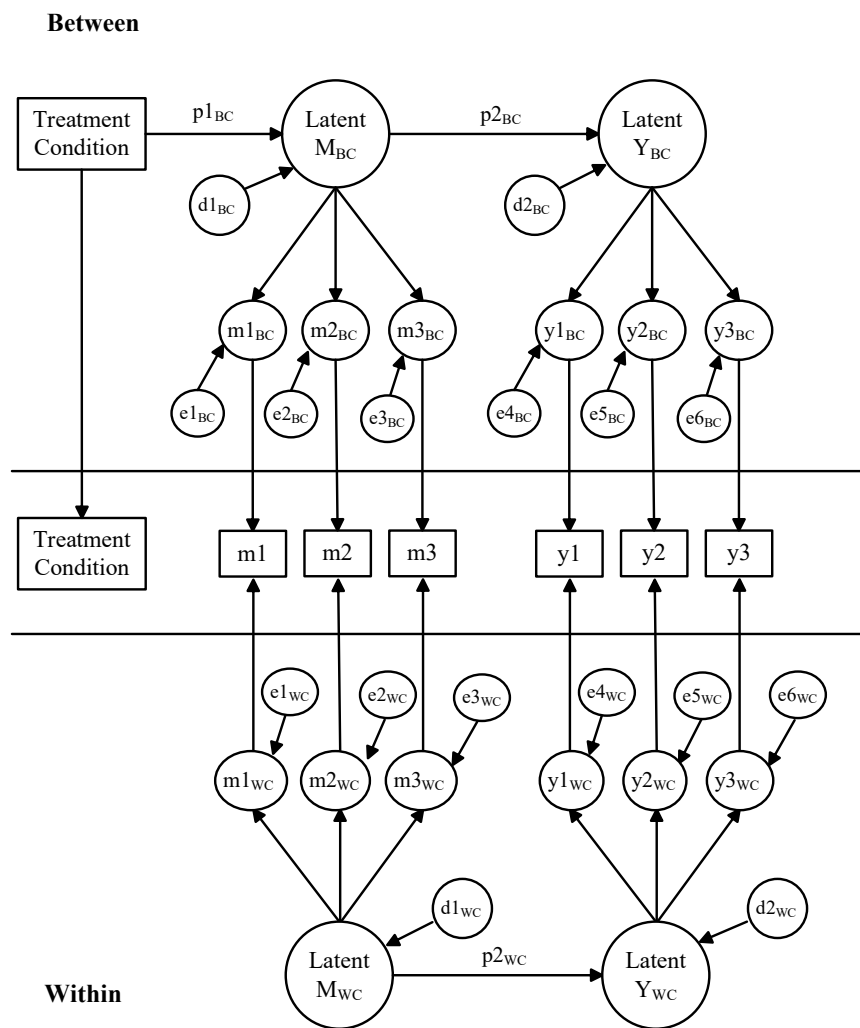 Between
Treatment
Condition
p1BC
Latent
MBC
p2BC
Latent
YBC
d1BC
d2BC
m1BC
m2BC
m3BC
y1BC
y2BC
y3BC
e1BC
e2BC
e3BC
e4BC
e5BC
e6BC
Treatment
Condition
m1
m2
m3
y1
y2
y3
e1WC
e2WC
e3WC
e4WC
e5WC
e6WC
m1WC
m2WC
m3WC
y1WC
y2WC
y3WC
d1WC
d2WC
Latent
MWC
p2WC
Latent
YWC
Within